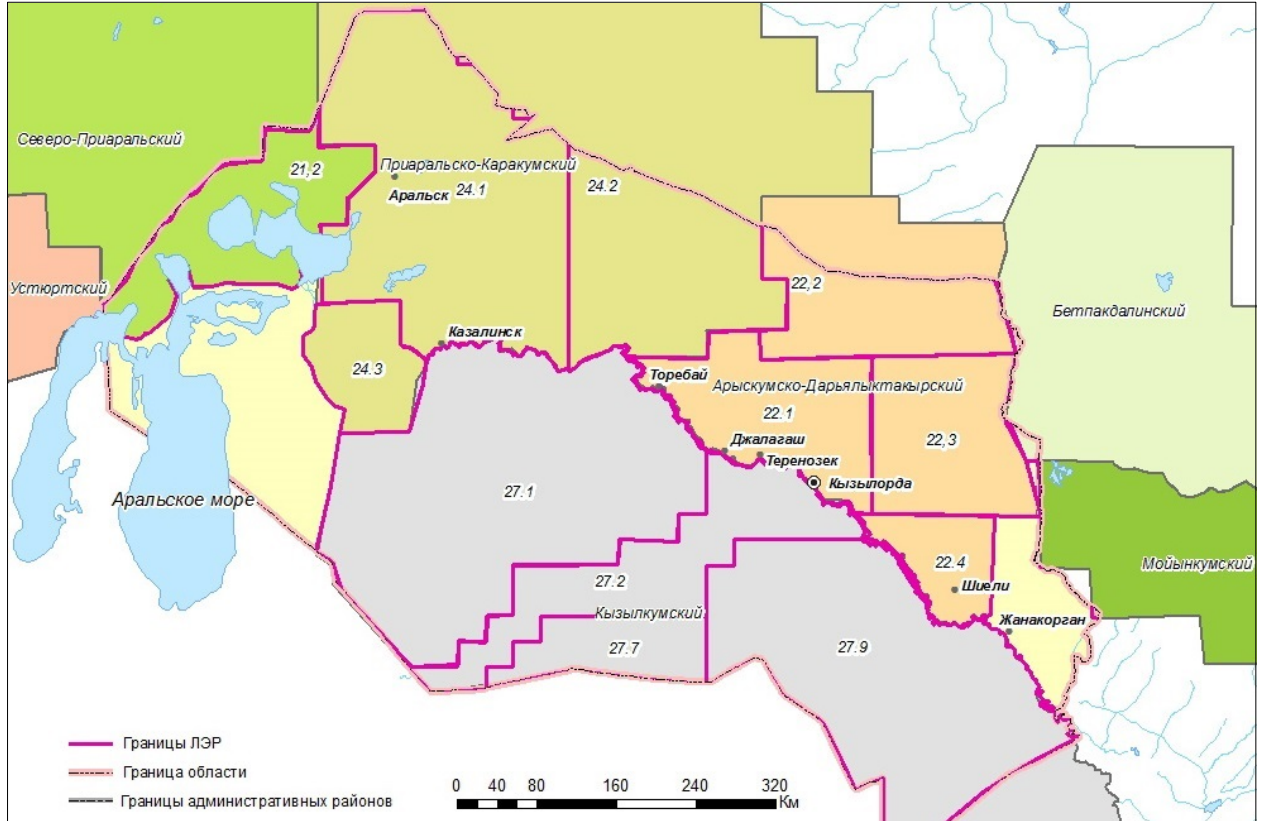 Северо-Приаральский
21,2
Приаральско-Каракумский
Аральск
24.1
24.2
Устюртский
22,2
Бетпакдалинский
Казалинск
24.3
Торебай
Арыскумско-Дарьялыктакырский
22.1
22,3
Джалагаш
Теренозек
Кызылорда
Аральское море
27.1
22.4
Мойынкумский
27.2
Шиели
Кызылкумский
Жанакорган
27.7
27.9
Границы ЛЭР
Граница области
Границы административных районов
0 40 80 160 240 320
Км